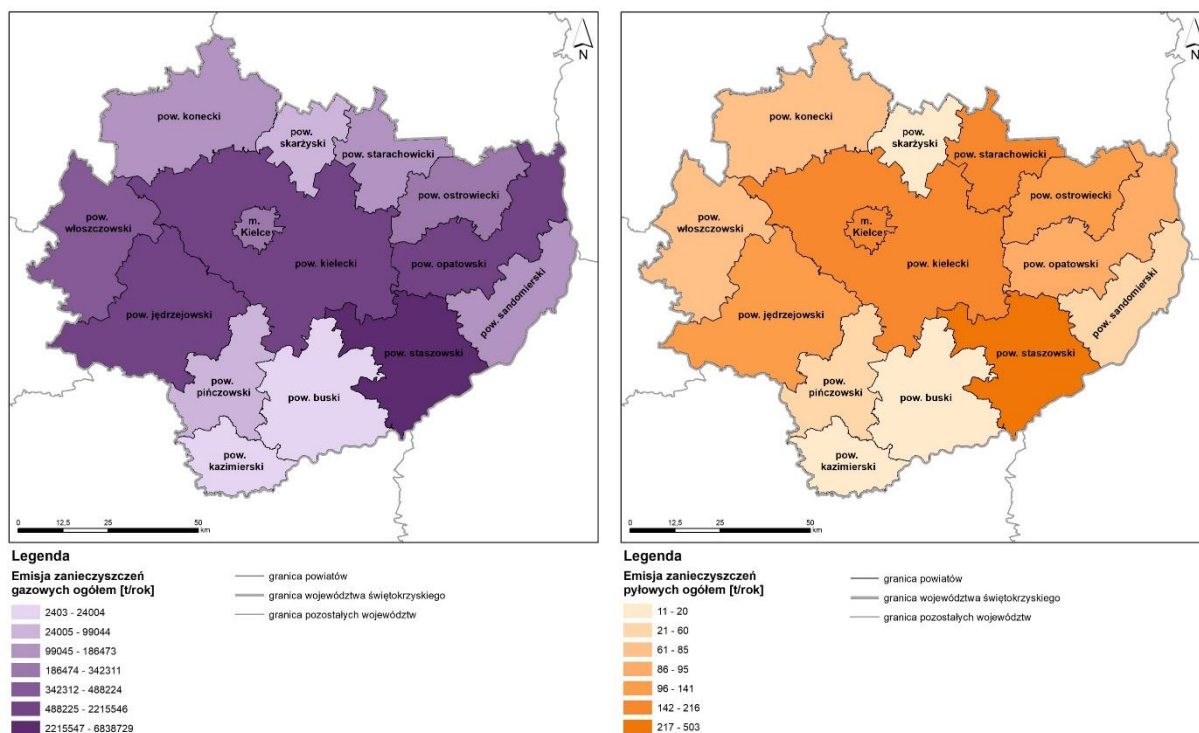 N
pow. konecki
pow.
skarżyski
pow. starachowicki
pow. ostrowiecki
pow.
włoszczowski
m.
Kielce
pow. kielecki
pow. opatowski
pow. sandomierski
pow. jędrzejowski
pow. staszowski
pow.
pińczowski
pow. buski
pow.
kazimierski
0 12,5 25 50
km
Legenda
Emisja zanieczyszczeń
gazowych ogółem [t/rok]
2403 - 24004
24005 - 99044
99045 - 186473
186474 - 342311
342312 - 488224
488225 - 2215546
2215547 - 6838729
granica powiatów
granica województwa świętokrzyskiego
granica pozostałych województw
N
pow. konecki
pow.
skarżyski
pow. starachowicki
pow. ostrowiecki
pow.
włoszczowski
m.
Kielce
pow. kielecki
pow. opatowski
pow. sandomierski
pow. jędrzejowski
pow. staszowski
pow.
pińczowski
pow. buski
pow.
kazimierski
0 12,5 25 50
km
Legenda
Emisja zanieczyszczeń
pyłowych ogółem [t/rok]
11 - 20
21 - 60
61 - 85
86 - 95
96 - 141
142 - 216
217 - 503
granica powiatów
granica województwa świętokrzyskiego
granica pozostałych województw